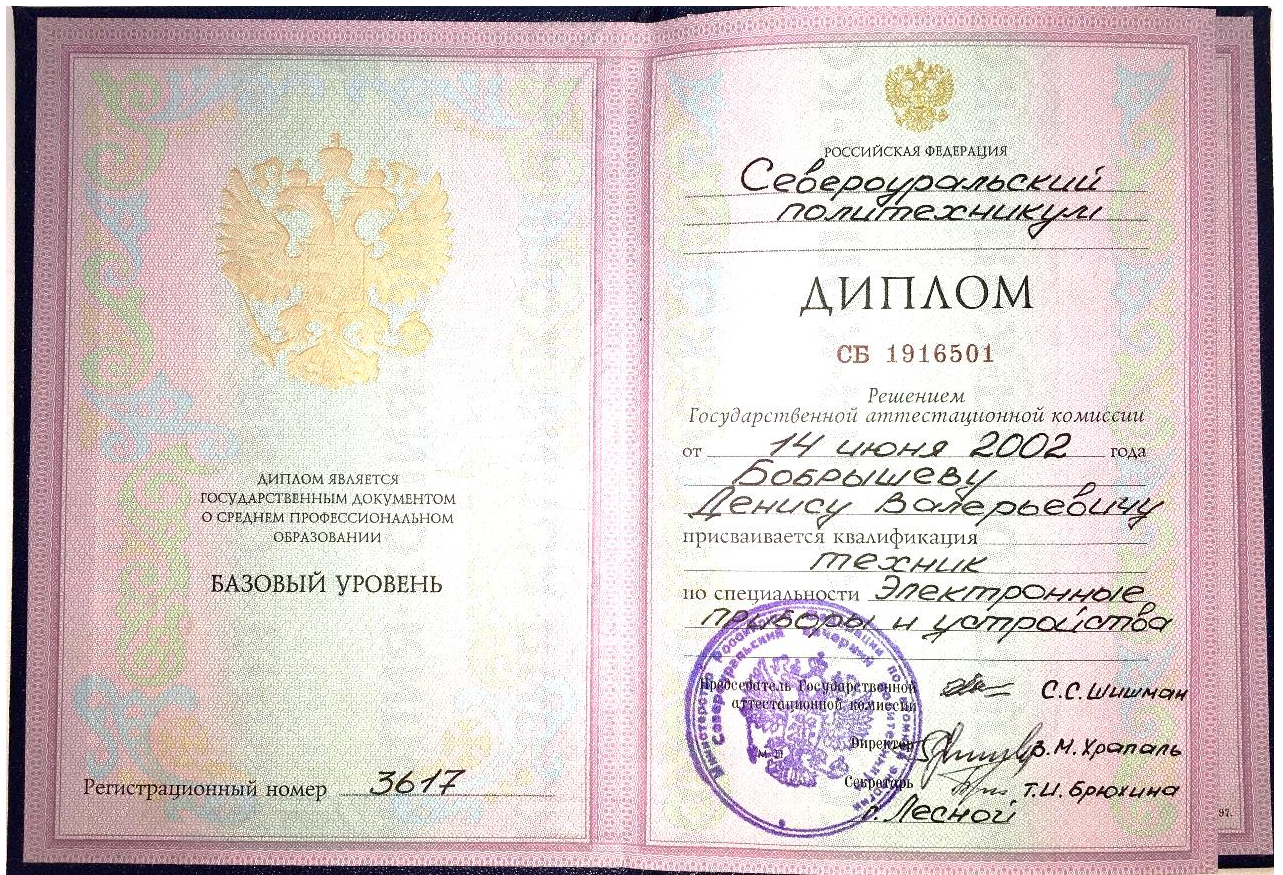 ДИПЛОМ ЯВЛЯЕТСЯ
ГОСУДАРСТВЕННЫМ ДОКУМЕНТОМ
О СРЕДНЕМ ПРОФЕССИОНАЛЬНОМ
ОБРАЗОВАНИИ
БАЗОВЫЙ УРОВЕНЬ
Регистрационный номер 3617
РОССИЙСКАЯ ФЕДЕРАЦИЯ
Североуральский
политехникум
ДИПЛОМ
СБ 1916501
Решением
Государственной аттестационной комиссии
от 14 июня 2002 года
Бобрышеву
Денису Валерьевичу
присваивается квалификация
техник
по специальности Электронные
приборы и устройства
Председатель Государственной
аттестационной комиссии С.С. Шишман
Директор В.М. Храпаль
Секретарь Т.И. Брюхина
г. Лесной
97.